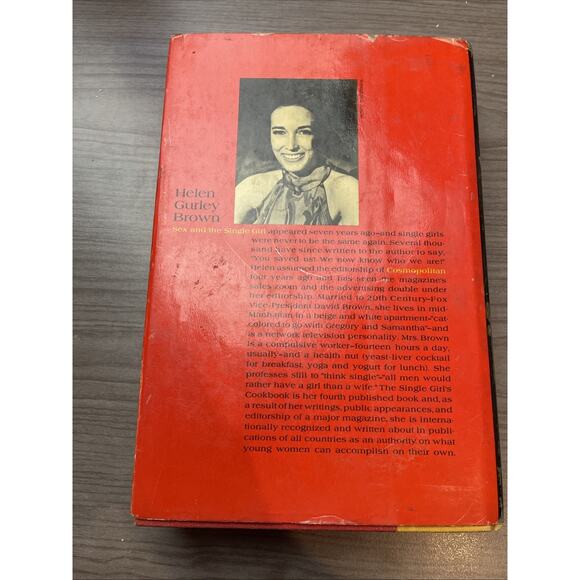 Helen
Gurley
Brown
Sex and the Single Girl appeared seven years ago—and single girls
were never to be the same again. Several thou-
sand have since written to the author to say,
"You saved us! We now know who we are!"
Helen assumed the editorship of Cosmopolitan
four years ago and has seen the magazine's
sales zoom and the advertising double under
her editorship. Married to 20th Century-Fox
Vice-President David Brown, she lives in mid-
Manhattan in a beige and white apartment—"cat-
colored to go with Gregory and Samantha"—and
is a network television personality. Mrs. Brown
is a compulsive worker—fourteen hours a day,
usually—and a health nut (yeast-liver cocktail
for breakfast, yoga and yogurt for lunch). She
professes still to "think single"—"all men would
rather have a girl than a wife." The Single Girl's
Cookbook is her fourth published book and, as
a result of her writings, public appearances, and
editorship of a major magazine, she is interna-
tionally recognized and written about in publi-
cations of all countries as an authority on what
young women can accomplish on their own.